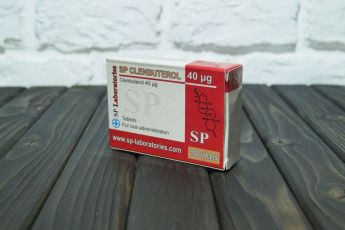 SP Laboratories
SP CLENBUTEROL
40 µg
Clenbuterol 40 µg
SP
Tablets
For oral administration
SP
www.sp-laboratories.com